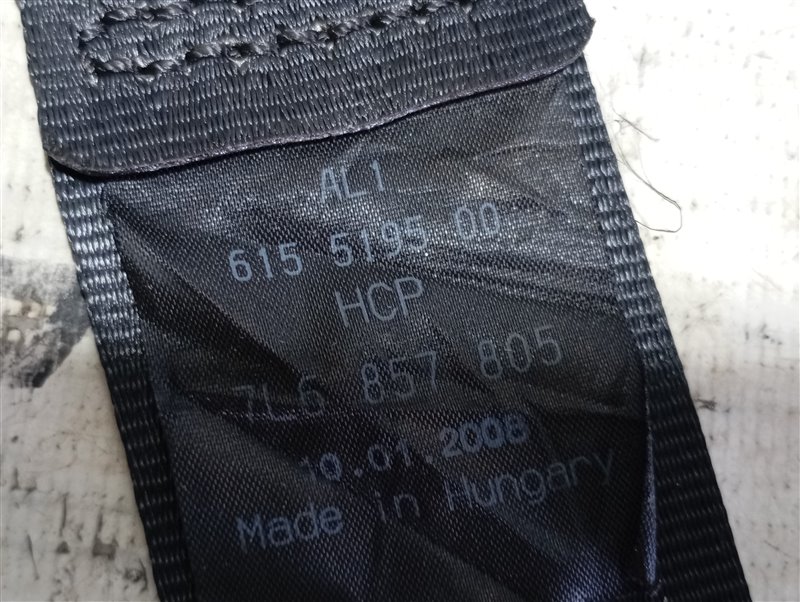 AL1
615 5195 00
HCP
7L6 857 805
10.01.2008
Made in Hungary